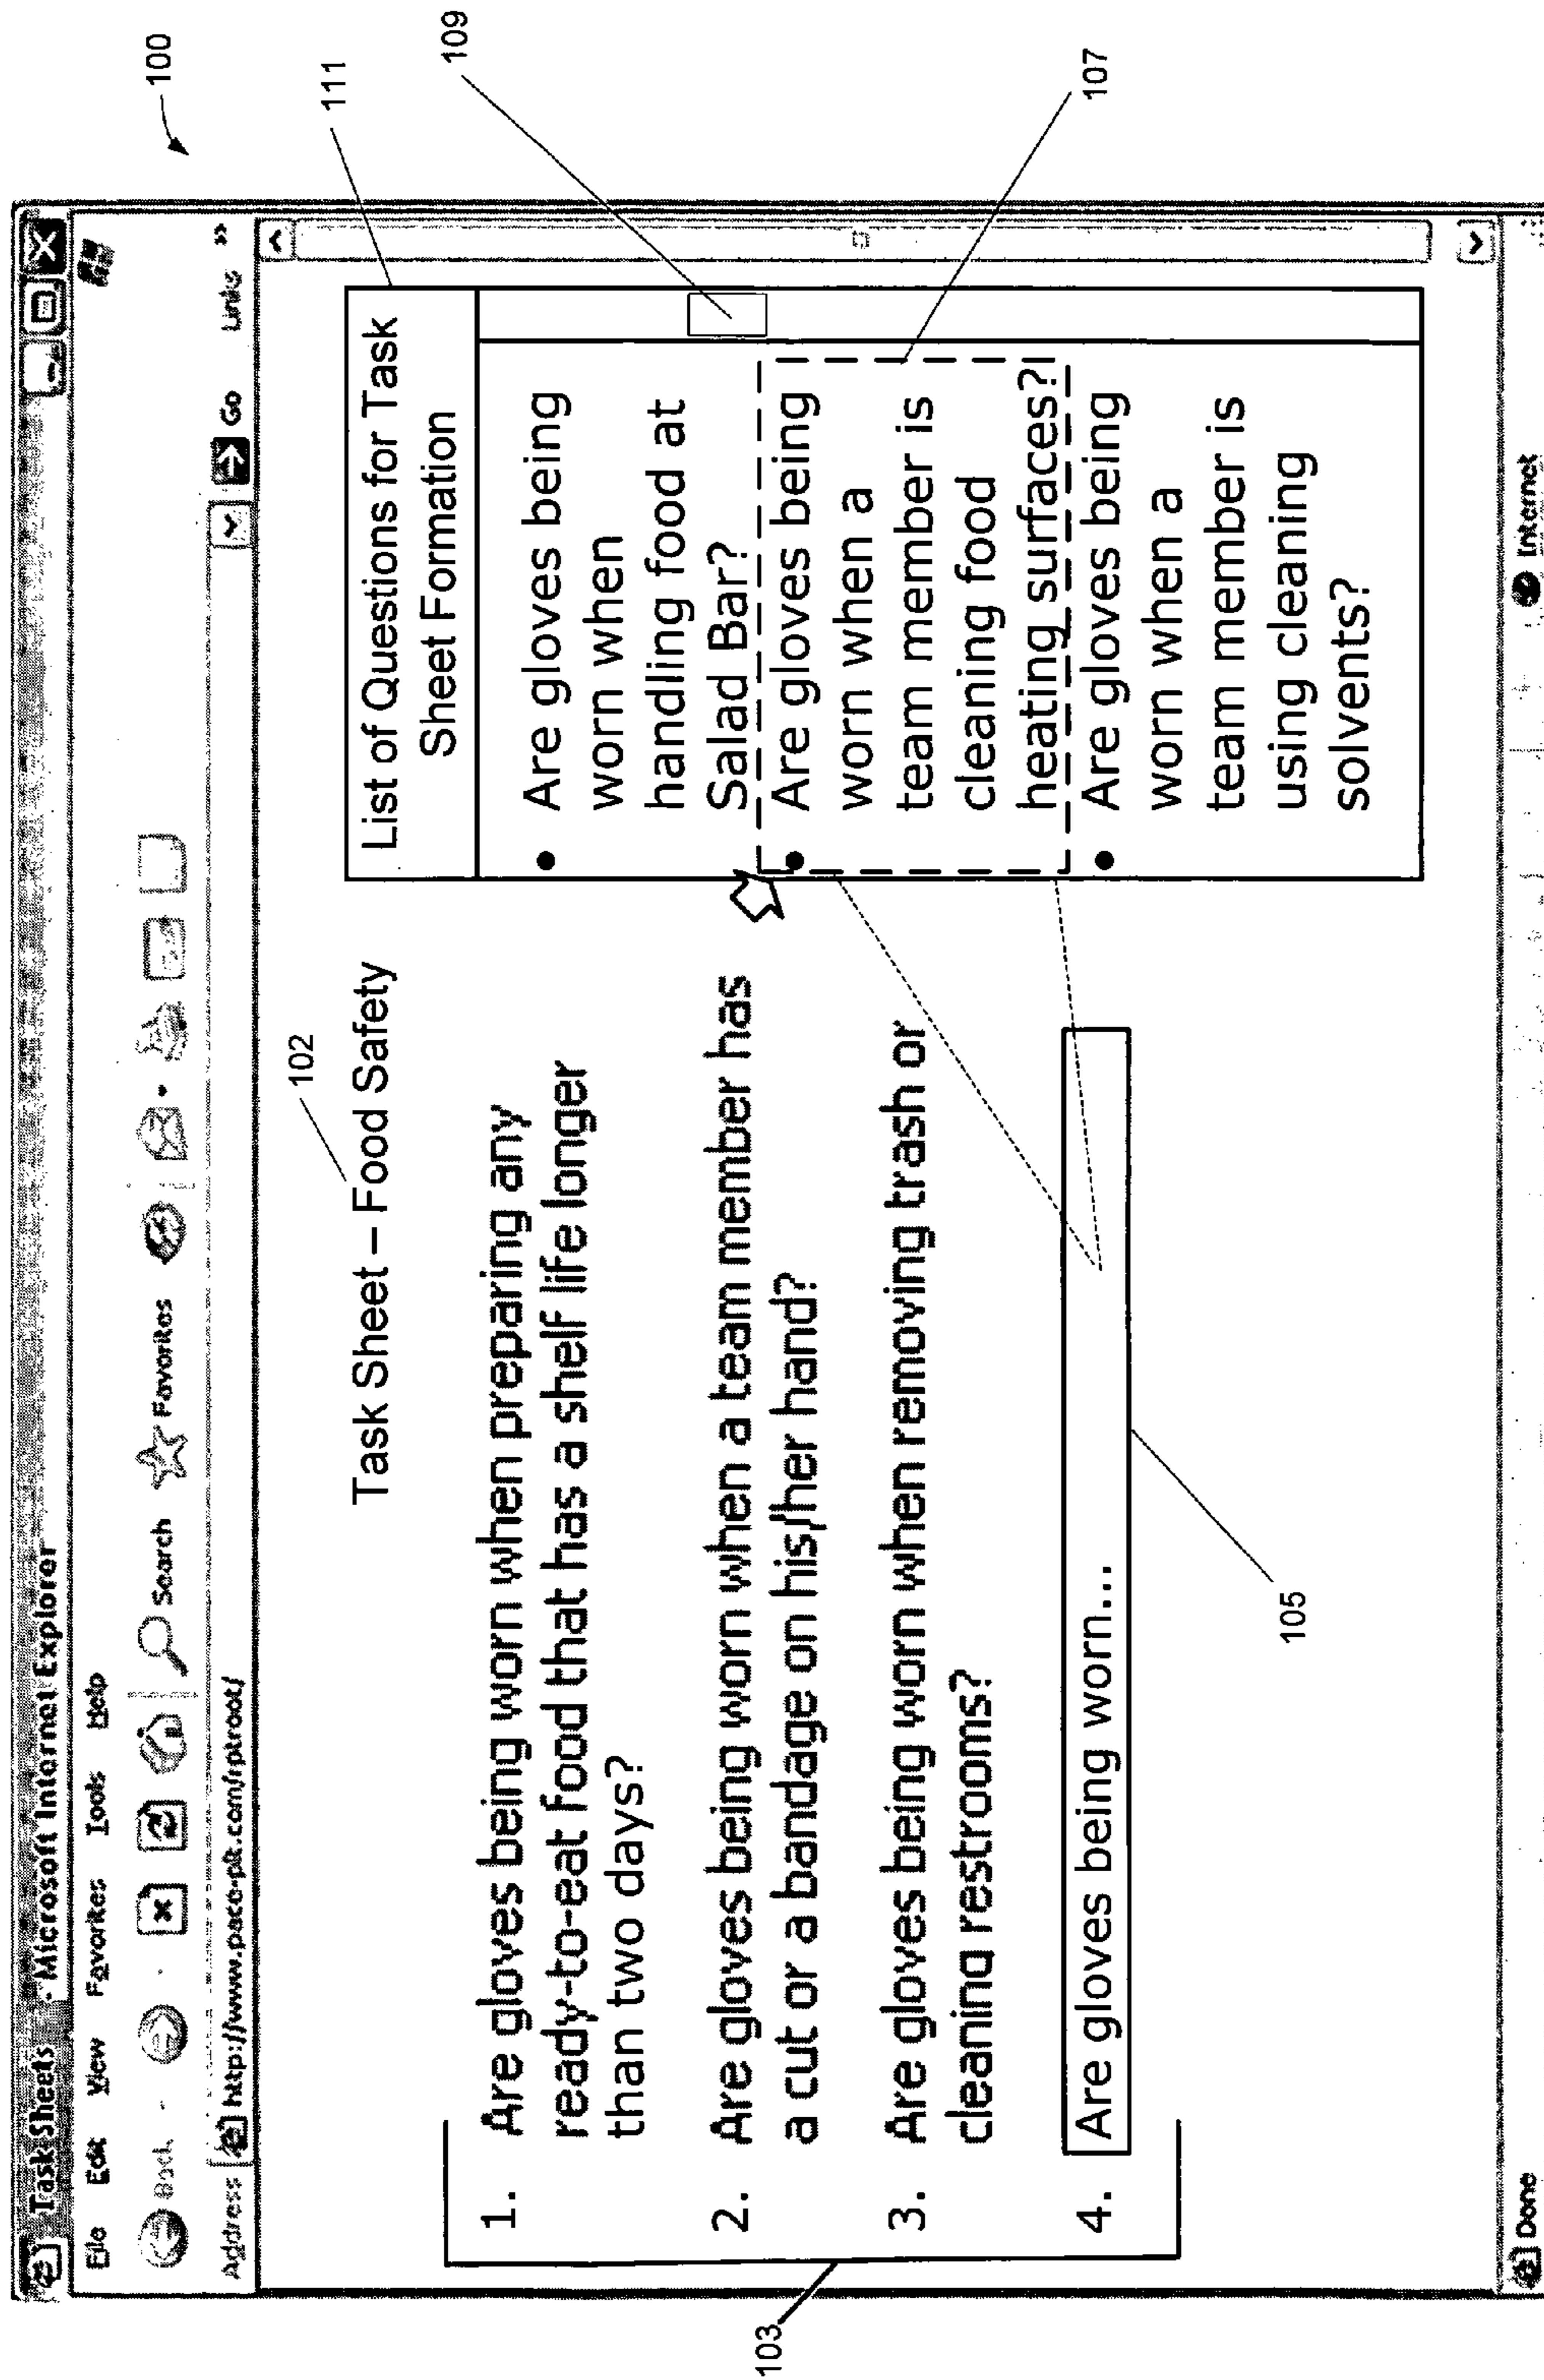 Task Sheets - Microsoft Internet Explorer
File Edit View Favorites Tools Help
Back Search Favorites
Address http://www.paco-plt.com/rptroot/ Go Links »
100
102
Task Sheet – Food Safety
103
1. Are gloves being worn when preparing any
ready-to-eat food that has a shelf life longer
than two days?
2. Are gloves being worn when a team member has
a cut or a bandage on his/her hand?
3. Are gloves being worn when removing trash or
cleaning restrooms?
4. Are gloves being worn...
105
111
List of Questions for Task
Sheet Formation
109
• Are gloves being
worn when
handling food at
Salad Bar?
• Are gloves being
worn when a
team member is
cleaning food
heating surfaces?
107
• Are gloves being
worn when a
team member is
using cleaning
solvents?
Done Internet